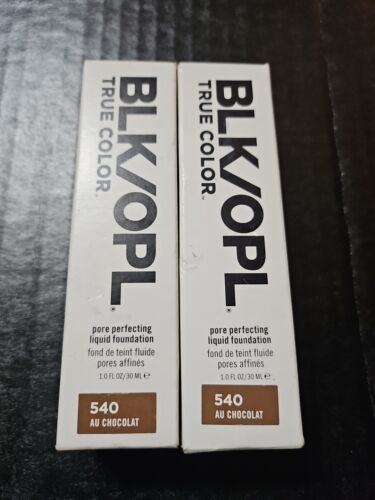 BLK/OPL®
TRUE COLOR™
pore perfecting
liquid foundation
fond de teint fluide
pores affinés
1.0 FL OZ/30 ML ℮
540
AU CHOCOLAT
BLK/OPL®
TRUE COLOR™
pore perfecting
liquid foundation
fond de teint fluide
pores affinés
1.0 FL OZ/30 ML ℮
540
AU CHOCOLAT